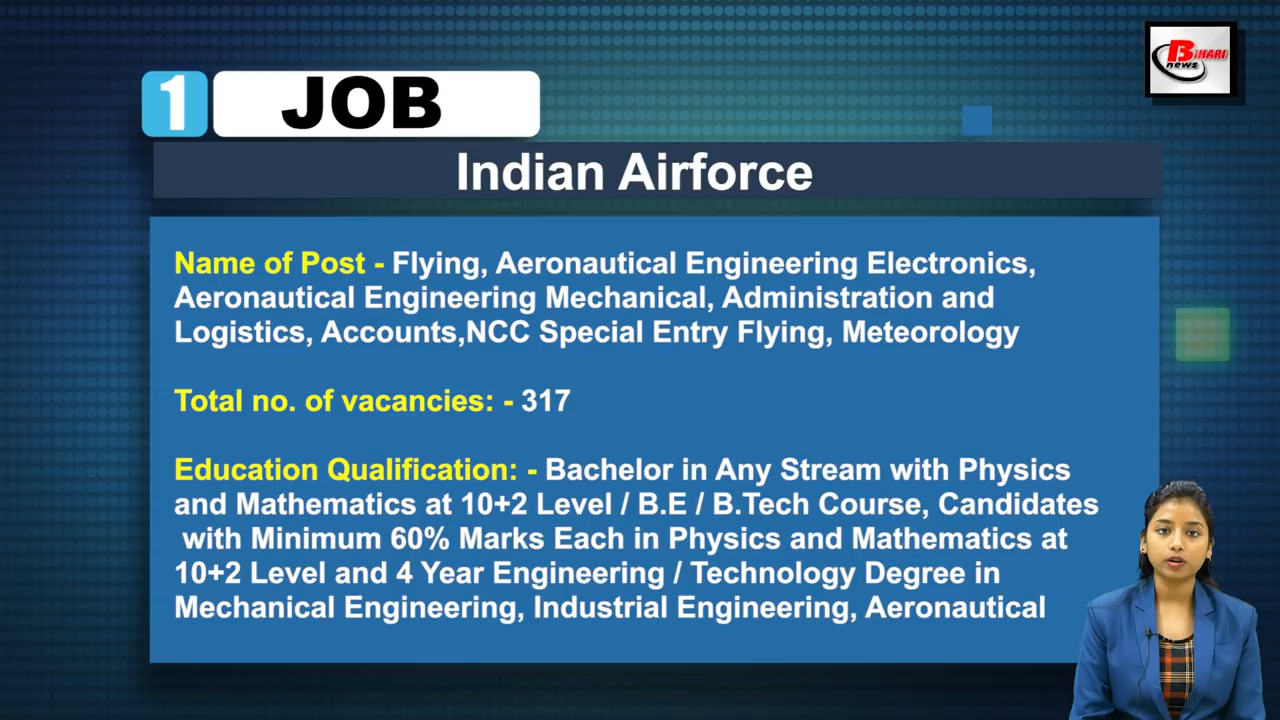 BIHARI
news
1 JOB
Indian Airforce
Name of Post - Flying, Aeronautical Engineering Electronics,
Aeronautical Engineering Mechanical, Administration and
Logistics, Accounts,NCC Special Entry Flying, Meteorology
Total no. of vacancies: - 317
Education Qualification: - Bachelor in Any Stream with Physics
and Mathematics at 10+2 Level / B.E / B.Tech Course, Candidates
with Minimum 60% Marks Each in Physics and Mathematics at
10+2 Level and 4 Year Engineering / Technology Degree in
Mechanical Engineering, Industrial Engineering, Aeronautical